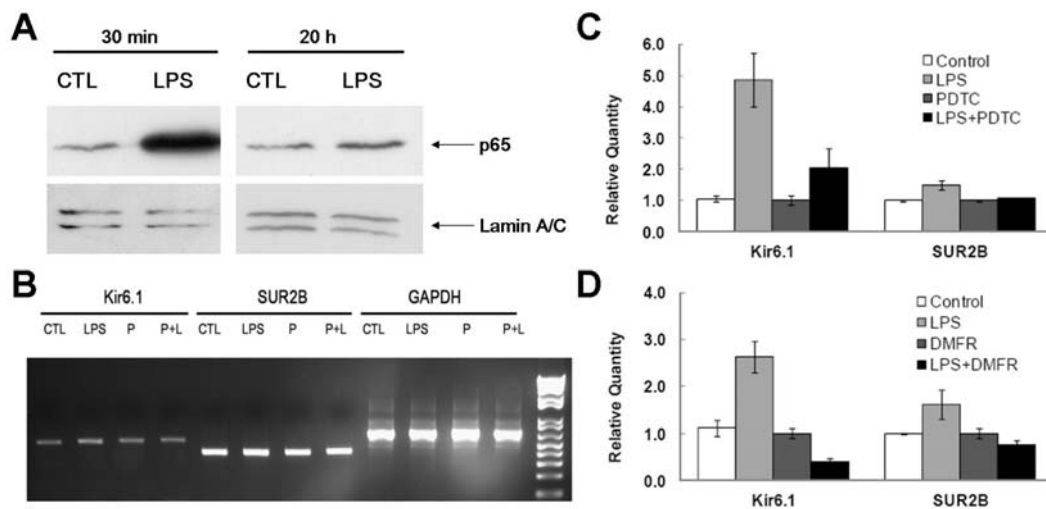 A
30 min
20 h
CTL
LPS
CTL
LPS
p65
Lamin A/C
B
Kir6.1
SUR2B
GAPDH
CTL
LPS
P
P+L
CTL
LPS
P
P+L
CTL
LPS
P
P+L
C
Relative Quantity
6.0
5.0
4.0
3.0
2.0
1.0
0.0
Control
LPS
PDTC
LPS+PDTC
Kir6.1
SUR2B
D
Relative Quantity
4.0
3.0
2.0
1.0
0.0
Control
LPS
DMFR
LPS+DMFR
Kir6.1
SUR2B